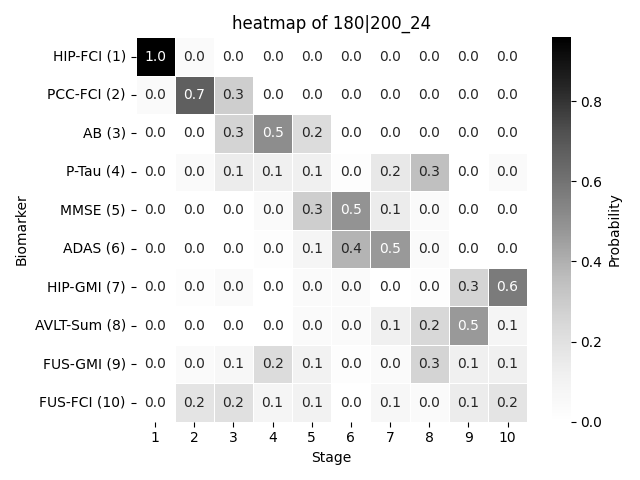 heatmap of 180|200_24
HIP-FCI (1) 1.0 0.0 0.0 0.0 0.0 0.0 0.0 0.0 0.0 0.0
PCC-FCI (2) 0.0 0.7 0.3 0.0 0.0 0.0 0.0 0.0 0.0 0.0
AB (3) 0.0 0.0 0.3 0.5 0.2 0.0 0.0 0.0 0.0 0.0
P-Tau (4) 0.0 0.0 0.1 0.1 0.1 0.0 0.2 0.3 0.0 0.0
MMSE (5) 0.0 0.0 0.0 0.0 0.3 0.5 0.1 0.0 0.0 0.0
ADAS (6) 0.0 0.0 0.0 0.0 0.1 0.4 0.5 0.0 0.0 0.0
HIP-GMI (7) 0.0 0.0 0.0 0.0 0.0 0.0 0.0 0.0 0.3 0.6
AVLT-Sum (8) 0.0 0.0 0.0 0.0 0.0 0.0 0.1 0.2 0.5 0.1
FUS-GMI (9) 0.0 0.0 0.1 0.2 0.1 0.0 0.0 0.3 0.1 0.1
FUS-FCI (10) 0.0 0.2 0.2 0.1 0.1 0.0 0.1 0.0 0.1 0.2
1 2 3 4 5 6 7 8 9 10
Stage
Biomarker
0.8
0.6
0.4
0.2
0.0
Probability